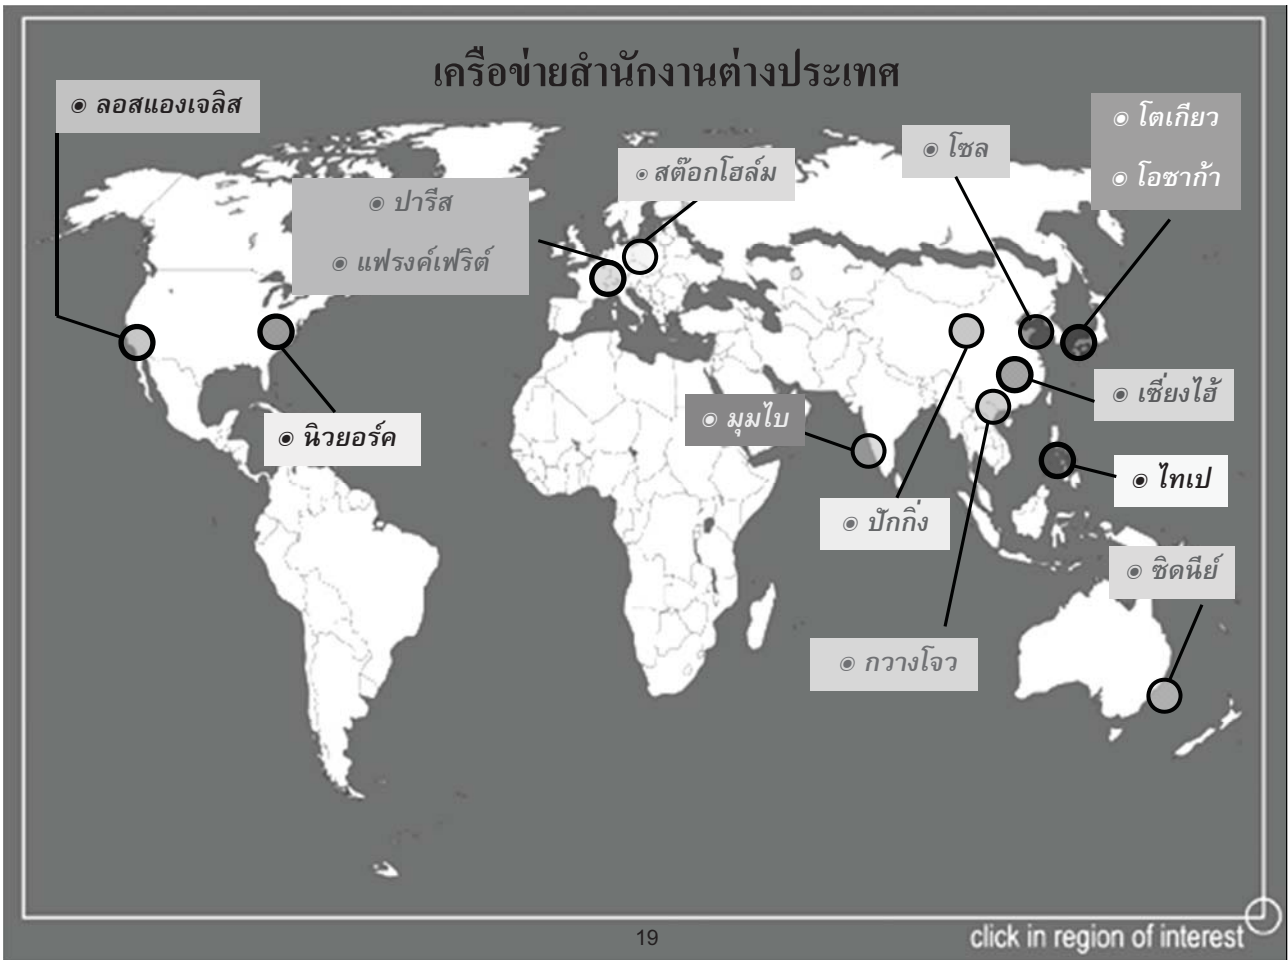 เครือข่ายสำนักงานต่างประเทศ
◉ ลอสแองเจลิส
◉ โตเกียว
◉ โอซาก้า
◉ โซล
◉ สต๊อกโฮล์ม
◉ ปารีส
◉ แฟรงค์เฟริต์
◉ เซี่ยงไฮ้
◉ มุมไบ
◉ นิวยอร์ค
◉ ไทเป
◉ ปักกิ่ง
◉ ซิดนีย์
◉ กวางโจว
19
click in region of interest